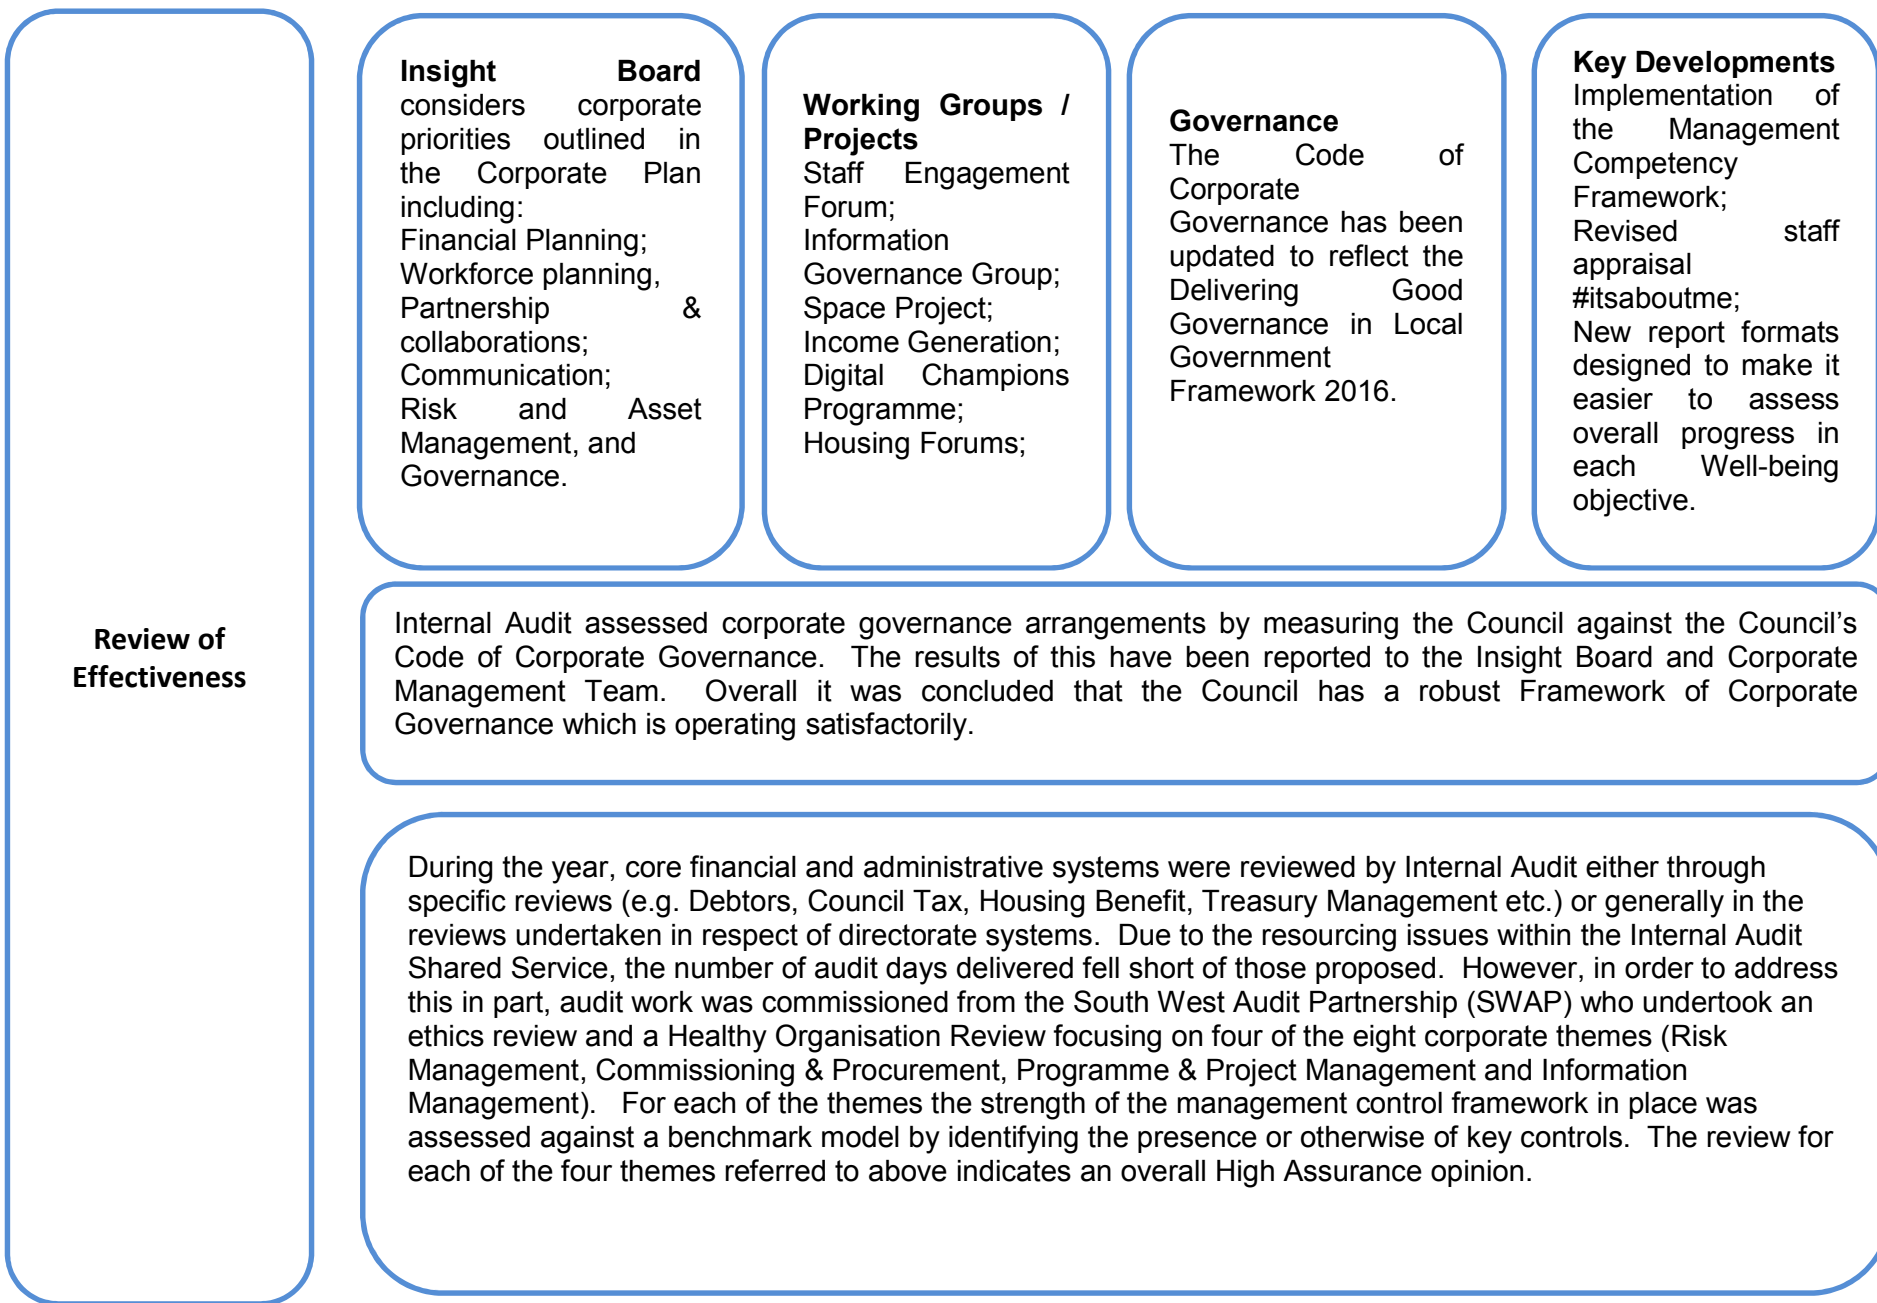 Review of
Effectiveness
Insight Board
considers corporate
priorities outlined in
the Corporate Plan
including:
Financial Planning;
Workforce planning,
Partnership &
collaborations;
Communication;
Risk and Asset
Management, and
Governance.
Working Groups /
Projects
Staff Engagement
Forum;
Information
Governance Group;
Space Project;
Income Generation;
Digital Champions
Programme;
Housing Forums;
Governance
The Code of
Corporate
Governance has been
updated to reflect the
Delivering Good
Governance in Local
Government
Framework 2016.
Key Developments
Implementation of
the Management
Competency
Framework;
Revised staff
appraisal
#itsaboutme;
New report formats
designed to make it
easier to assess
overall progress in
each Well-being
objective.
Internal Audit assessed corporate governance arrangements by measuring the Council against the Council’s
Code of Corporate Governance. The results of this have been reported to the Insight Board and Corporate
Management Team. Overall it was concluded that the Council has a robust Framework of Corporate
Governance which is operating satisfactorily.
During the year, core financial and administrative systems were reviewed by Internal Audit either through
specific reviews (e.g. Debtors, Council Tax, Housing Benefit, Treasury Management etc.) or generally in the
reviews undertaken in respect of directorate systems. Due to the resourcing issues within the Internal Audit
Shared Service, the number of audit days delivered fell short of those proposed. However, in order to address
this in part, audit work was commissioned from the South West Audit Partnership (SWAP) who undertook an
ethics review and a Healthy Organisation Review focusing on four of the eight corporate themes (Risk
Management, Commissioning & Procurement, Programme & Project Management and Information
Management). For each of the themes the strength of the management control framework in place was
assessed against a benchmark model by identifying the presence or otherwise of key controls. The review for
each of the four themes referred to above indicates an overall High Assurance opinion.